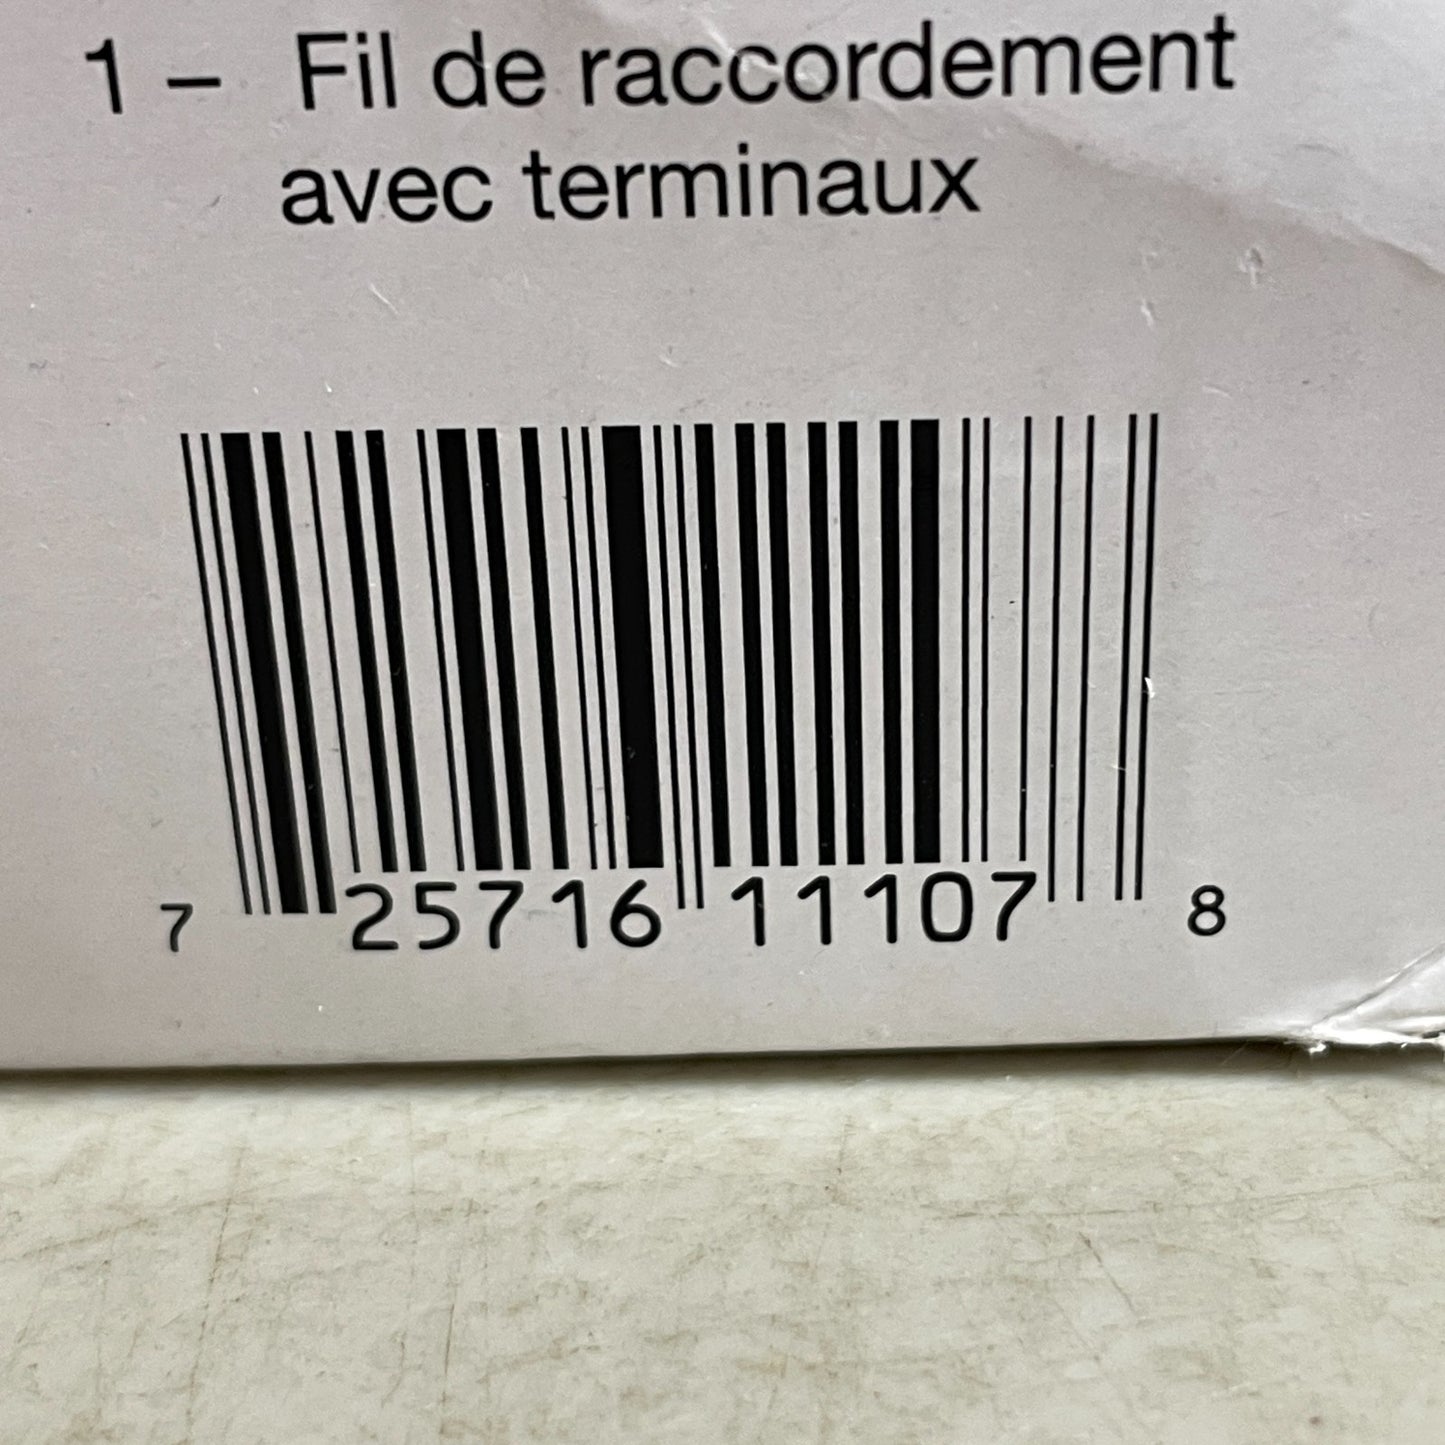 1 – Fil de raccordement
avec terminaux
7 25716 11107 8